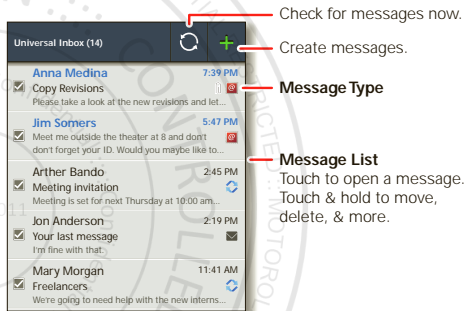 Check for messages now.
Universal Inbox (14)
Create messages.
Anna Medina 7:39 PM
Copy Revisions
Please take a look at the new revisions and let...
Message Type
Jim Somers 5:47 PM
Meet me outside the theater at 8 and don't
don't forget your ID. Would you maybe like to...
Arther Bando 2:45 PM
Meeting invitation
Meeting is set for next Thursday at 10:00 am...
Jon Anderson 2:19 PM
Your last message
I'm fine with that.
Mary Morgan 11:41 AM
Freelancers
We're going to need help with the new interns...
Message List
Touch to open a message.
Touch & hold to move,
delete, & more.